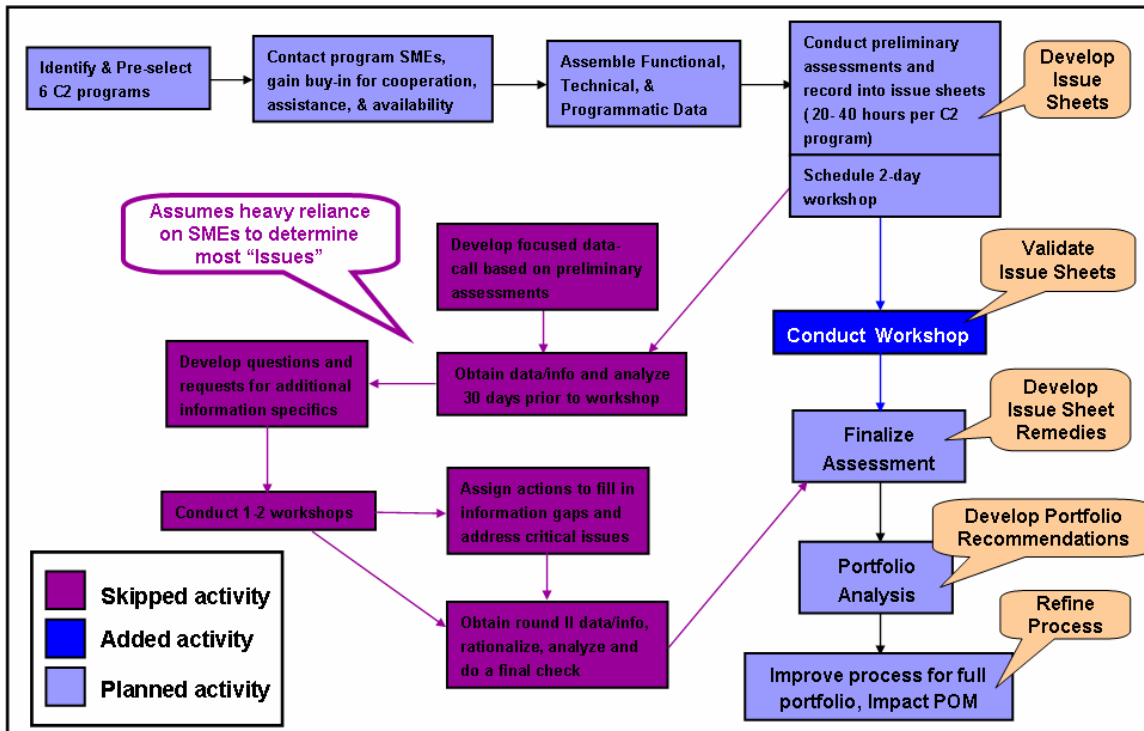 Identify & Pre-select
6 C2 programs
Contact program SMEs,
gain buy-in for cooperation,
assistance, & availability
Assemble Functional,
Technical, &
Programmatic Data
Conduct preliminary
assessments and
record into issue sheets
( 20- 40 hours per C2
program)
Develop
Issue
Sheets
Schedule 2-day
workshop
Assumes heavy reliance
on SMEs to determine
most “Issues”
Develop focused data-
call based on preliminary
assessments
Validate
Issue Sheets
Conduct Workshop
Develop questions and
requests for additional
information specifics
Obtain data/info and analyze
30 days prior to workshop
Develop
Issue Sheet
Remedies
Finalize
Assessment
Conduct 1-2 workshops
Assign actions to fill in
information gaps and
address critical issues
Develop Portfolio
Recommendations
Portfolio
Analysis
Obtain round II data/info,
rationalize, analyze and
do a final check
Refine
Process
Improve process for full
portfolio, Impact POM
Skipped activity
Added activity
Planned activity